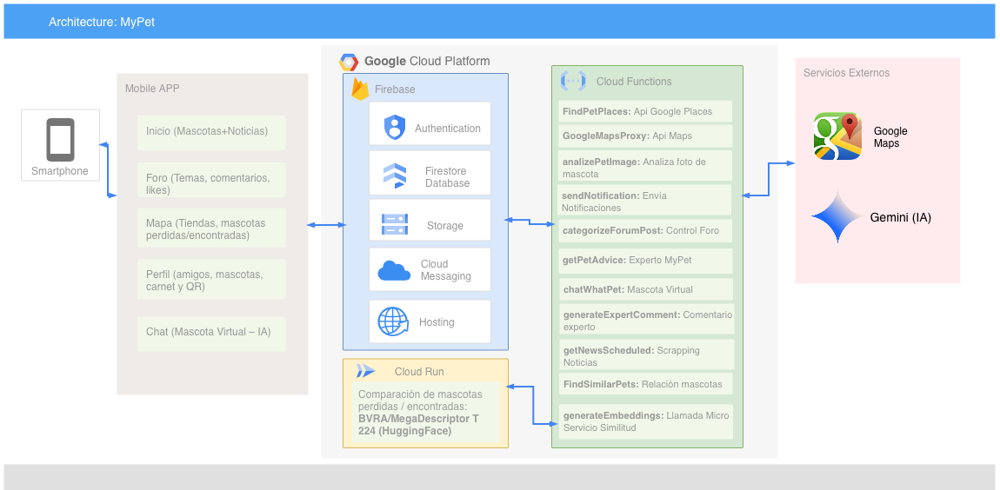 Architecture: MyPet
Smartphone
Mobile APP
Inicio (Mascotas+Noticias)
Foro (Temas, comentarios,
likes)
Mapa (Tiendas, mascotas
perdidas/encontradas)
Perfil (amigos, mascotas,
carnet y QR)
Chat (Mascota Virtual – IA)
Google Cloud Platform
Firebase
Authentication
Firestore
Database
Storage
Cloud
Messaging
Hosting
Cloud Run
Comparación de mascotas
perdidas / encontradas:
BVRA/MegaDescriptor T
224 (HuggingFace)
Cloud Functions
FindPetPlaces: Api Google Places
GoogleMapsProxy: Api Maps
analizePetImage: Analiza foto de
mascota
sendNotification: Envía
Notificaciones
categorizeForumPost: Control Foro
getPetAdvice: Experto MyPet
chatWhatPet: Mascota Virtual
generateExpertComment: Comentario
experto
getNewsScheduled: Scrapping
Noticias
FindSimilarPets: Relación mascotas
generateEmbeddings: Llamada Micro
Servicio Similitud
Servicios Externos
Google
Maps
Gemini (IA)